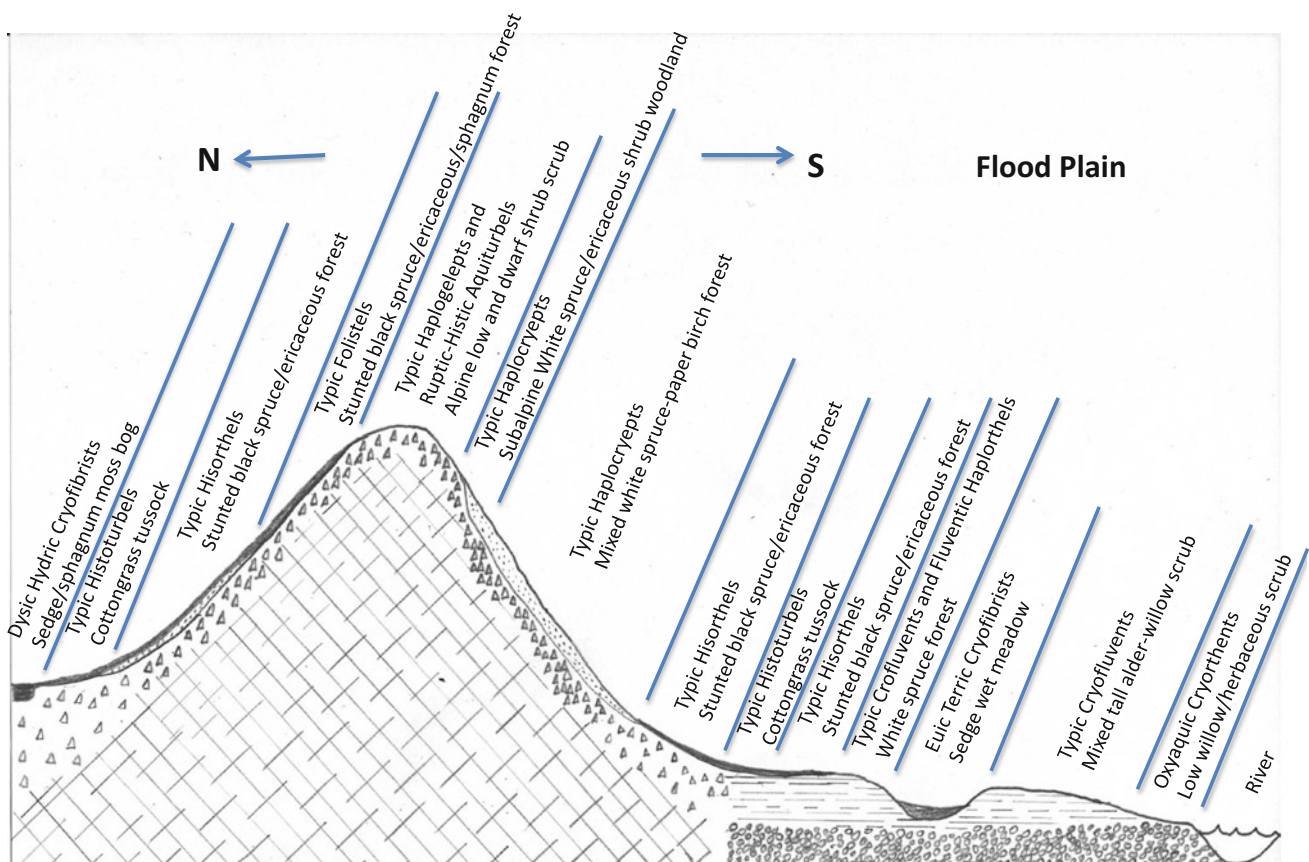 N
S
Flood Plain
Dysic Hydric Cryofibrists
Sedge/sphagnum moss bog
Typic Histoturbels
Cottongrass tussock
Typic Hisorthels
Stunted black spruce/ericaceous forest
Typic Folistels
Stunted black spruce/ericaceous/sphagnum forest
Typic Haplogelepts and
Ruptic-Histic Aquiturbels
Alpine low and dwarf shrub scrub
Typic Haplocryepts
Subalpine White spruce/ericaceous shrub woodland
Typic Haplocryepts
Mixed white spruce-paper birch forest
Typic Hisorthels
Stunted black spruce/ericaceous forest
Typic Histoturbels
Cottongrass tussock
Typic Hisorthels
Stunted black spruce/ericaceous forest
Typic Crofluvents and Fluventic Haplorthels
White spruce forest
Euic Terric Cryofibrists
Sedge wet meadow
Typic Cryofluvents
Mixed tall alder-willow scrub
Oxyaquic Cryorthents
Low willow/herbaceous scrub
River